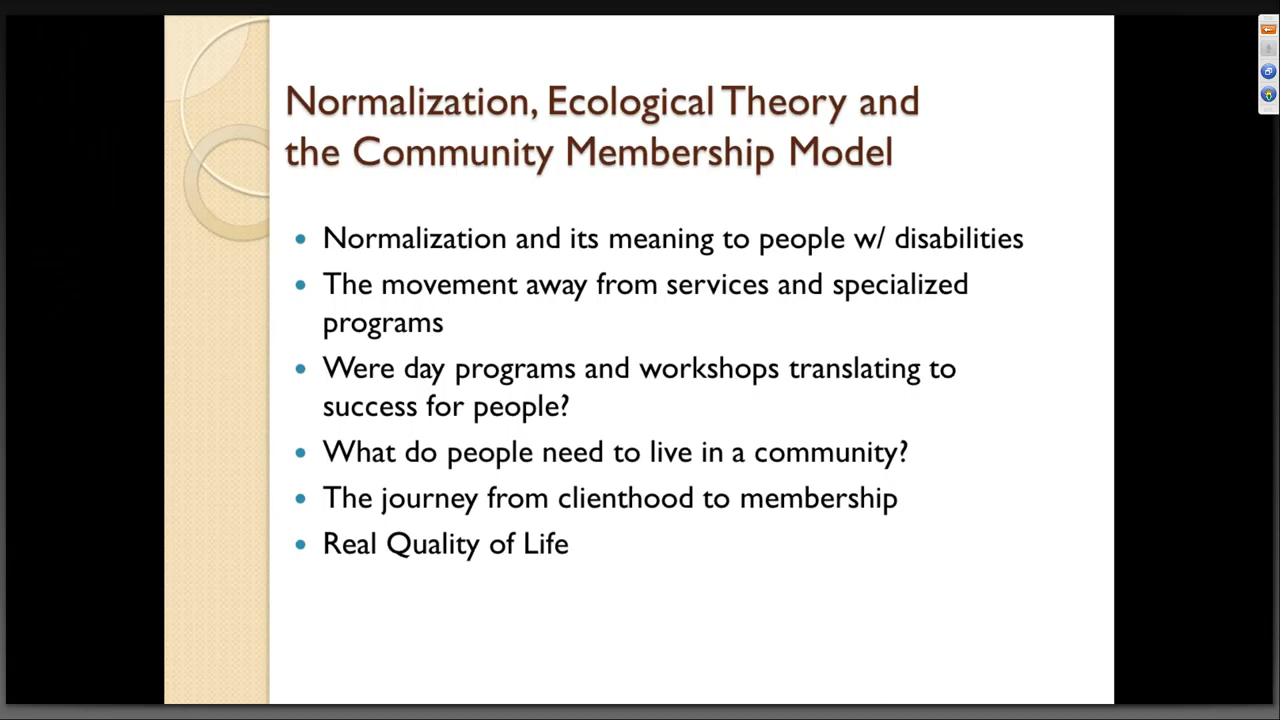 Normalization, Ecological Theory and
the Community Membership Model
• Normalization and its meaning to people w/ disabilities
• The movement away from services and specialized
programs
• Were day programs and workshops translating to
success for people?
• What do people need to live in a community?
• The journey from clienthood to membership
• Real Quality of Life